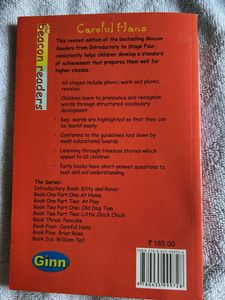 Careful Hans
beacon readers
This revised edition of the bestselling Beacon
Readers from Introductory to Stage Four,
consistently helps children develop a standard
of achievement that prepares them well for
higher classes.
- All stages include phonic work and phonic
revision
- Children learn to pronounce and recognise
words through structured vocabulary
development
- Key words are highlighted so that they can
be learnt easily
- Conforms to the guidelines laid down by
most educational boards
- Learning through timeless stories which
appeal to all children
- Early books have short answer questions to
test and aid understanding
The Series:
Introductory Book: Kitty and Rover
Book One Part One: At Home
Book One Part Two: At Play
Book Two Part One: Old Dog Tom
Book Two Part Two: Little Chick Chick
Book Three: Pancake
Book Four: Careful Hans
Book Five: Briar Rose
Book Six: William Tell
Ginn
₹ 185.00